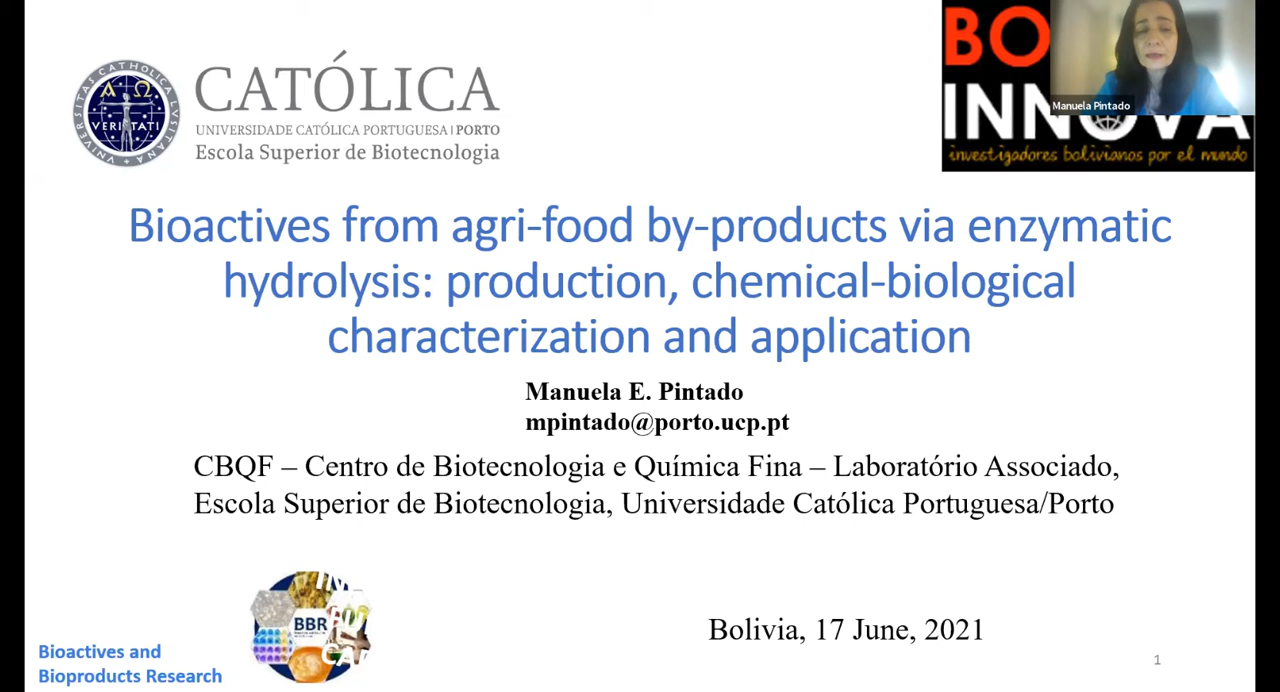 UNIVERSITAS CATHOLICA LUSITANA
A Ω
VERITATI
CATÓLICA
UNIVERSIDADE CATÓLICA PORTUGUESA | PORTO
Escola Superior de Biotecnologia
BO
INNOVA
investigadores bolivianos por el mundo
Manuela Pintado
Bioactives from agri-food by-products via enzymatic
hydrolysis: production, chemical-biological
characterization and application
Manuela E. Pintado
mpintado@porto.ucp.pt
CBQF – Centro de Biotecnologia e Química Fina – Laboratório Associado,
Escola Superior de Biotecnologia, Universidade Católica Portuguesa/Porto
BBR
Bolivia, 17 June, 2021
Bioactives and
Bioproducts Research
1